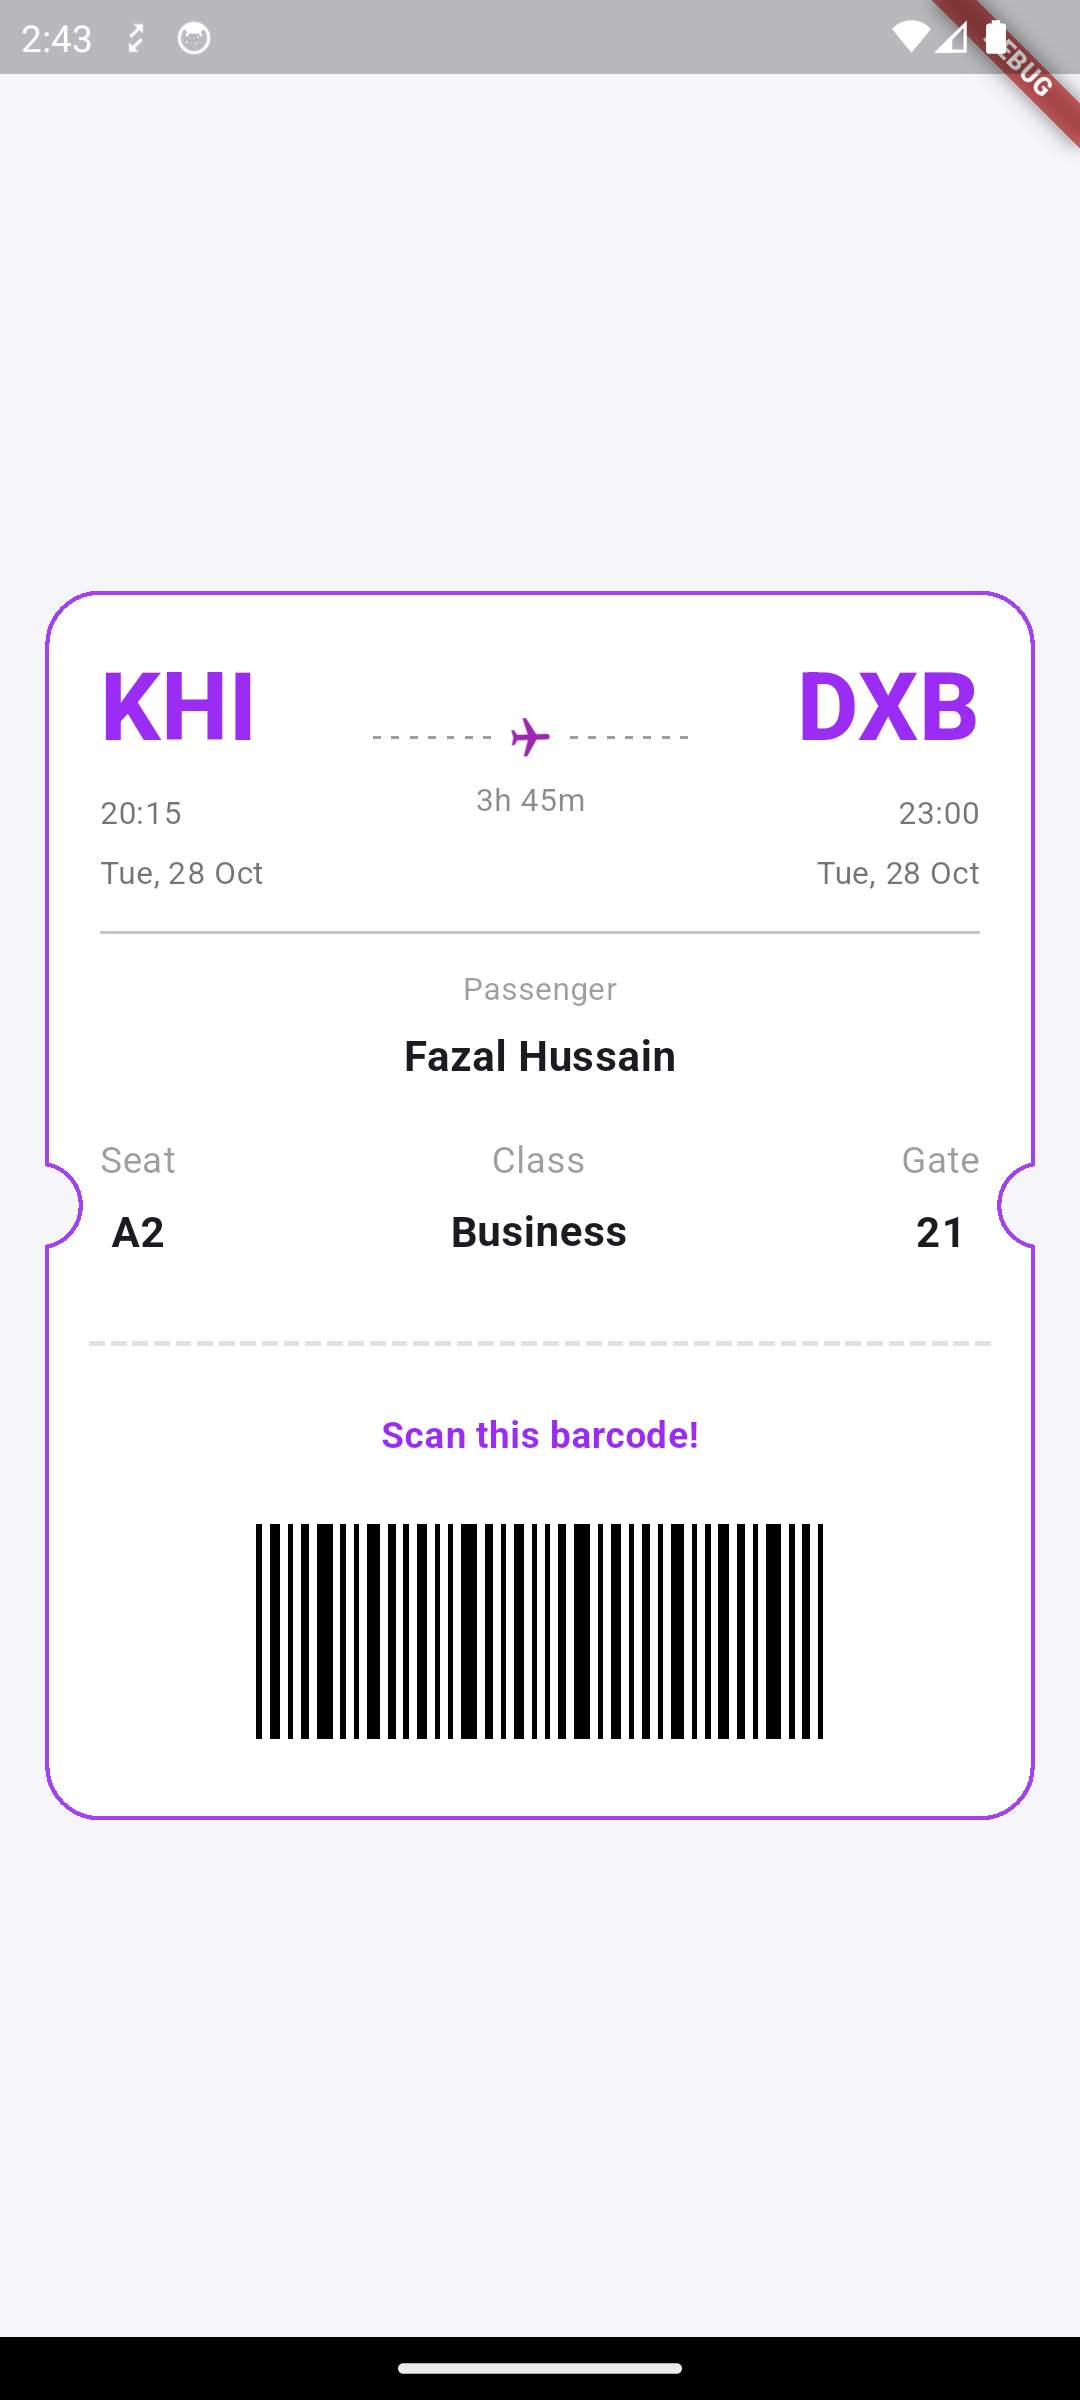 2:43
DEBUG
KHI DXB
20:15 3h 45m 23:00
Tue, 28 Oct Tue, 28 Oct
Passenger
Fazal Hussain
Seat Class Gate
A2 Business 21
Scan this barcode!